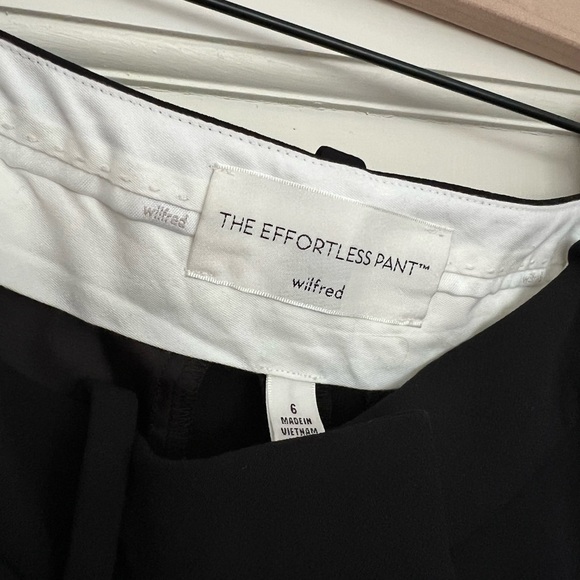 wilfred
THE EFFORTLESS PANT™
wilfred
6
MADE IN
VIETNAM